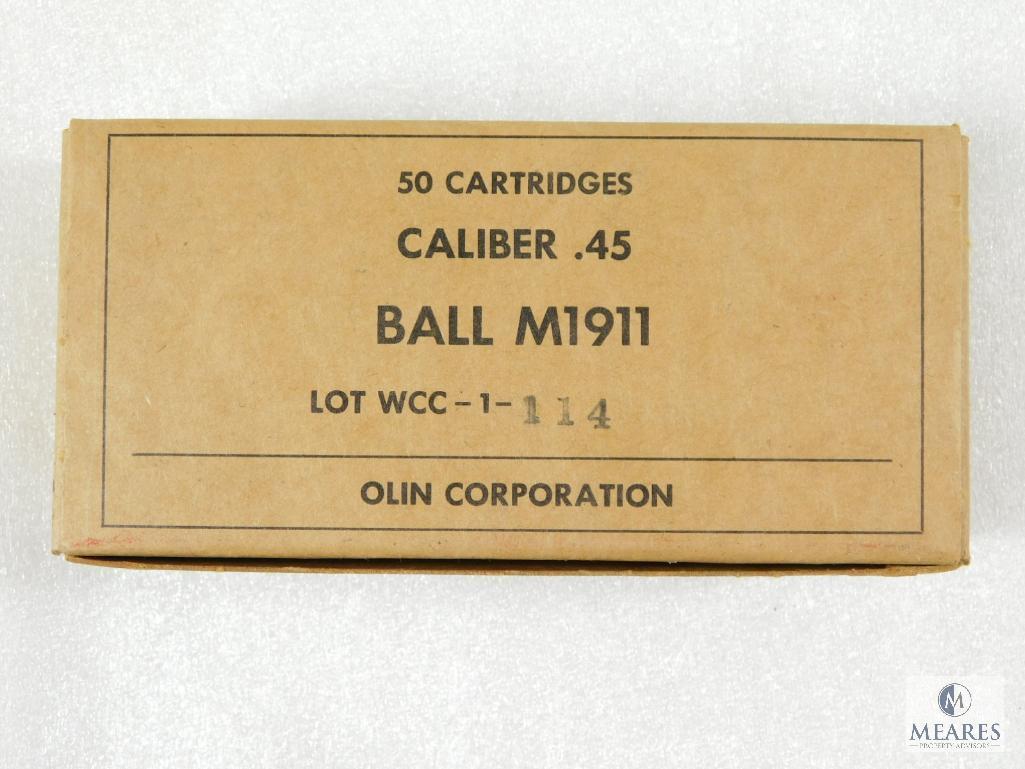 50 CARTRIDGES
CALIBER .45
BALL M1911
LOT WCC-1-114
OLIN CORPORATION
M
MEARES
PROPERTY ADVISORS